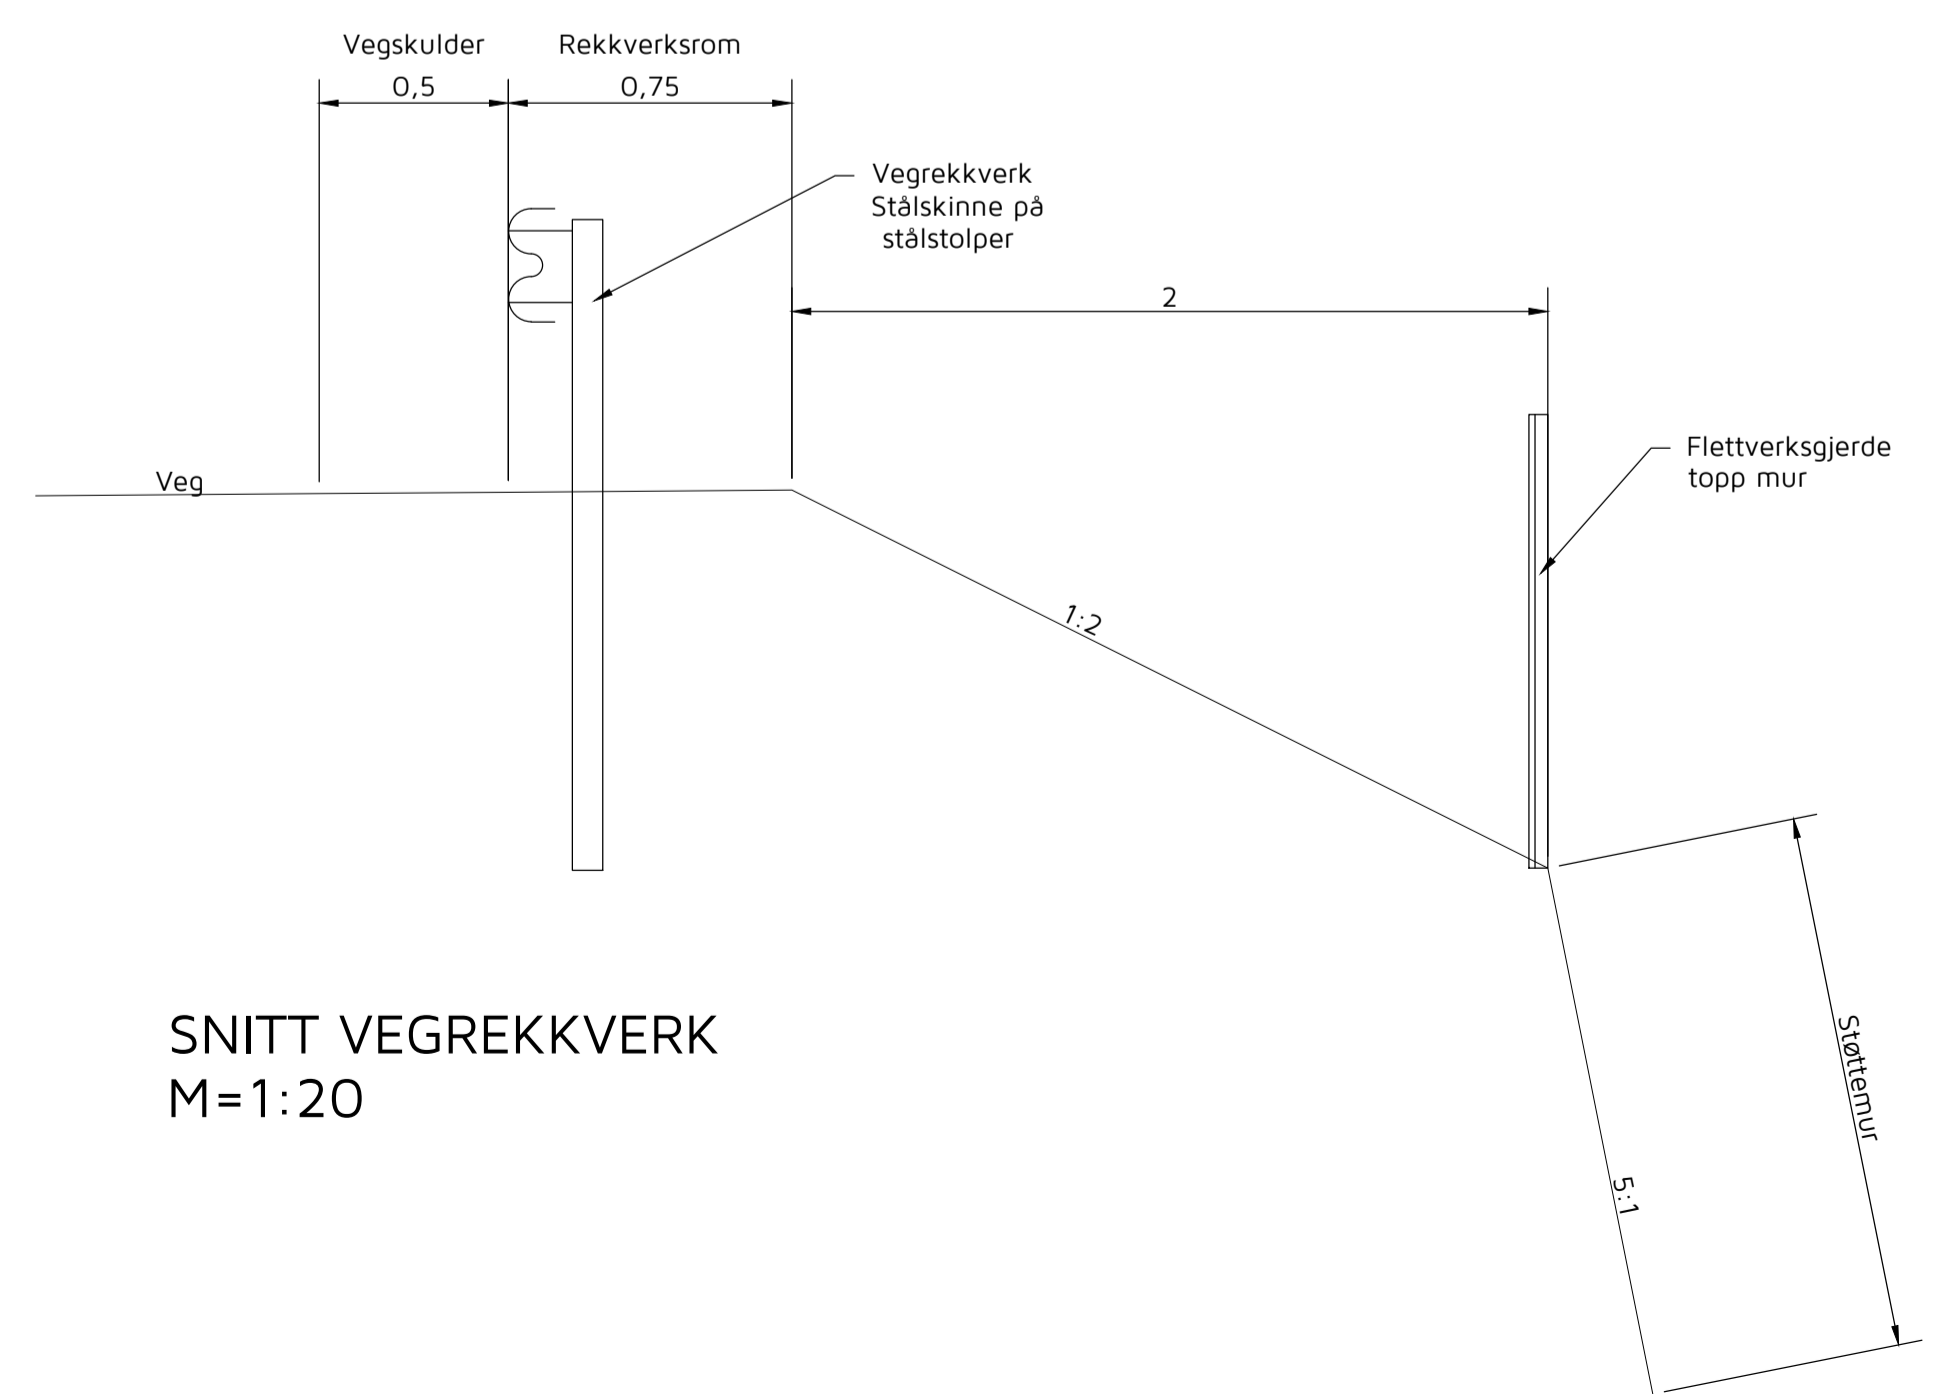 Vegskulder
0,5
Rekkverksrom
0,75
Vegrekkverk
Stålskinne på
stålstolper
2
Flettverksgjerde
topp mur
Veg
1:2
Støttemur
5:1
SNITT VEGREKKVERK
M=1:20